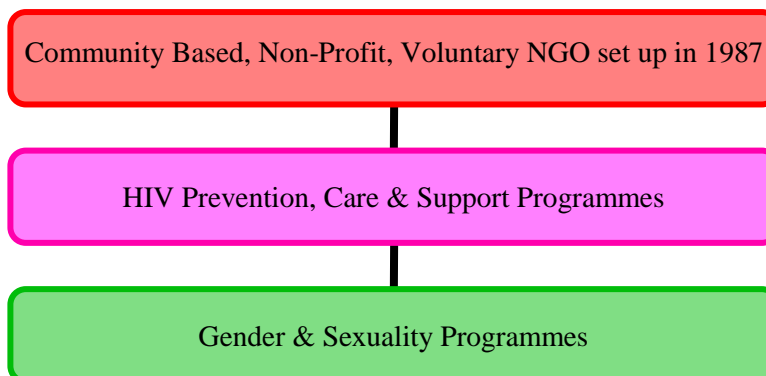 Community Based, Non-Profit, Voluntary NGO set up in 1987
HIV Prevention, Care & Support Programmes
Gender & Sexuality Programmes